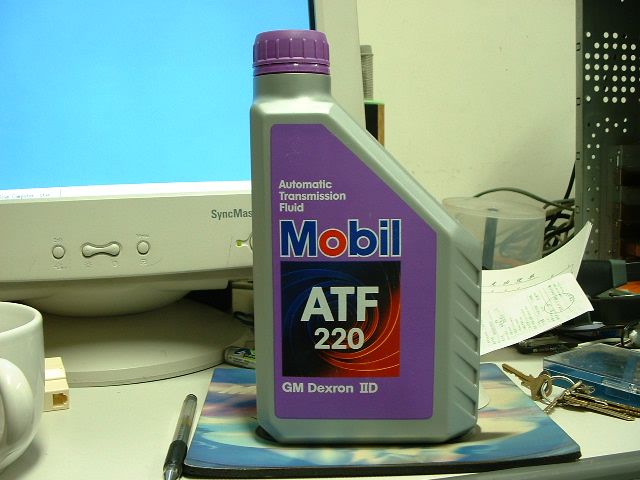 SyncMas
Automatic
Transmission
Fluid
Mobil
ATF
220
GM Dexron IID